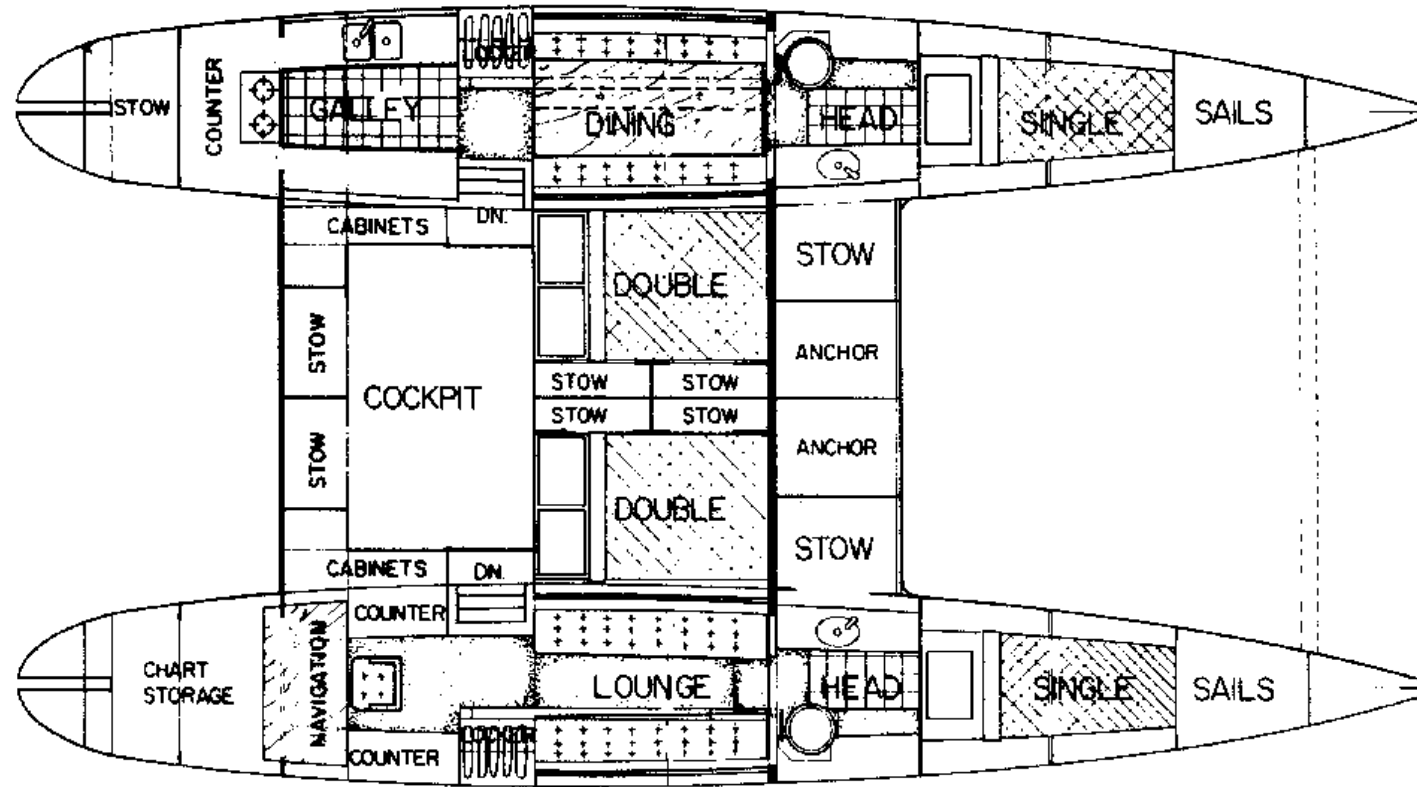 STOW
COUNTER
GALLEY
DINING
HEAD
SINGLE
SAILS
CABINETS
DN.
STOW
DOUBLE
STOW
ANCHOR
STOW STOW
COCKPIT
STOW STOW
STOW
ANCHOR
DOUBLE
STOW
CABINETS
DN.
COUNTER
CHART
STORAGE
NAVIGATION
LOUNGE
HEAD
SINGLE
SAILS
COUNTER